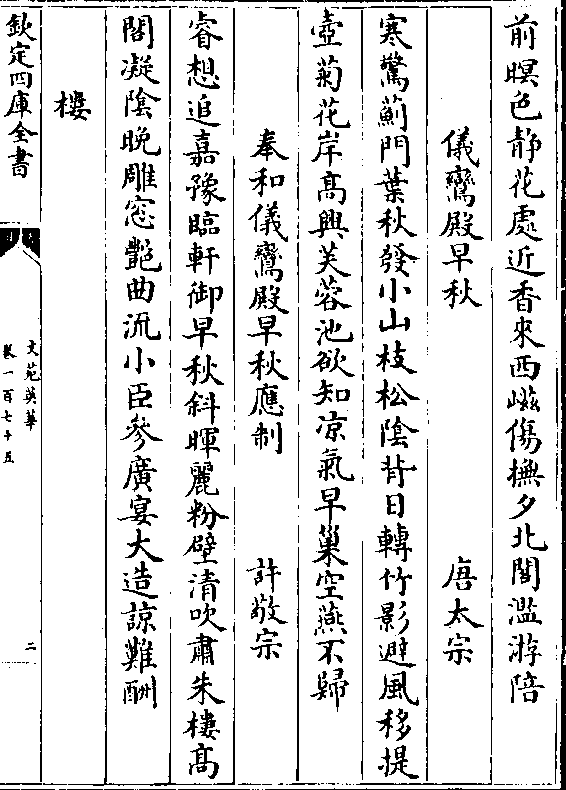 前暝色静花處近香來西巘傷撫夕北閣濫游陪
儀鸞殿早秋 唐太宗
寒驚薊門葉秋發小山枝松陰背日轉竹影避風移提
壺菊花岸髙興芙蓉池欲知凉氣早巢空燕不歸
奉和儀鸞殿早秋應制 許敬宗
睿想追嘉豫臨軒御早秋斜暉麗粉壁清吹肅朱樓髙
閣凝陰晩雕窓艶曲流小臣參廣宴大造諒難酬
樓
欽定四庫全書
文苑英華
卷一百七十五
二